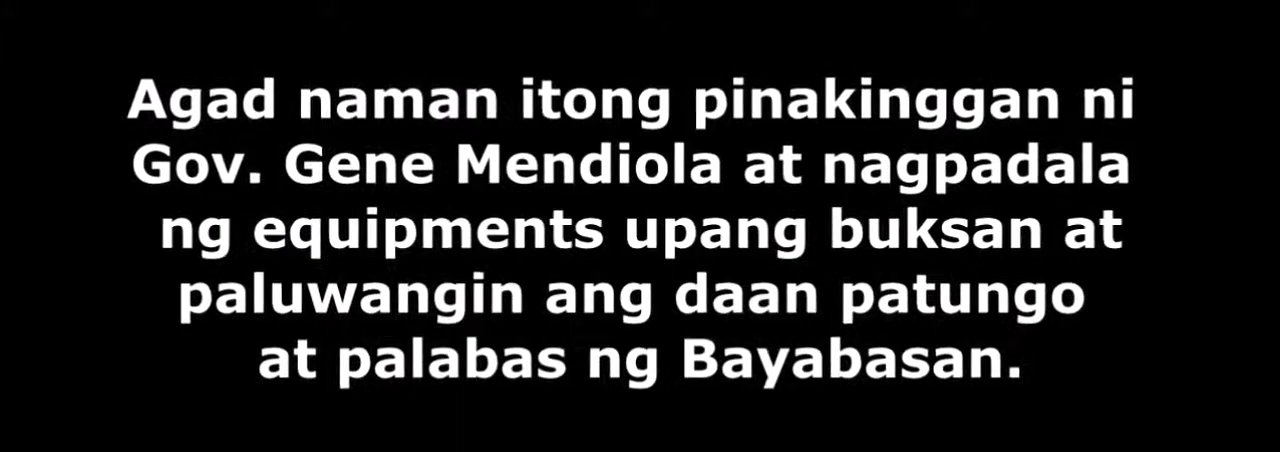 Agad naman itong pinakinggan ni
Gov. Gene Mendiola at nagpadala
ng equipments upang buksan at
paluwangin ang daan patungo
at palabas ng Bayabasan.